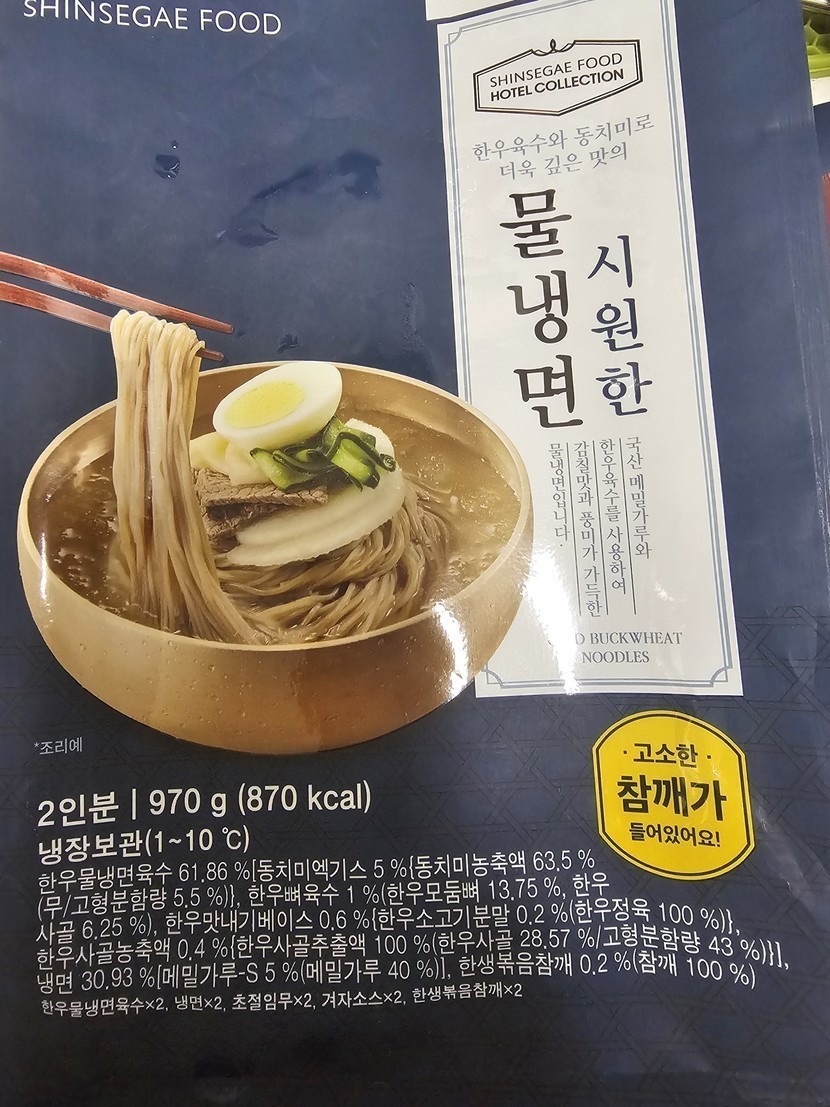 SHINSEGAE FOOD
SHINSEGAE FOOD
HOTEL COLLECTION
한우육수와 동치미로
더욱 깊은 맛의
시원한
물냉면
국산 메밀가루와
한우육수를 사용하여
감칠맛과 풍미가 가득한
물냉면입니다.
BUCKWHEAT
NOODLES
*조리예
· 고소한 ·
참깨가
들어있어요!
2인분 | 970 g (870 kcal)
냉장보관(1~10 ℃)
한우물냉면육수 61.86 %[동치미엑기스 5 %{동치미농축액 63.5 %
(무/고형분함량 5.5 %)}, 한우뼈육수 1 %(한우모둠뼈 13.75 %, 한우
사골 6.25 %), 한우맛내기베이스 0.6 %{한우소고기분말 0.2 %(한우정육 100 %)},
한우사골농축액 0.4 %{한우사골추출액 100 %(한우사골 28.57 %/고형분함량 43 %)}],
냉면 30.93 %[메밀가루-S 5 %(메밀가루 40 %)], 한생볶음참깨 0.2 %(참깨 100 %)
한우물냉면육수×2, 냉면×2, 초절임무×2, 겨자소스×2, 한생볶음참깨×2